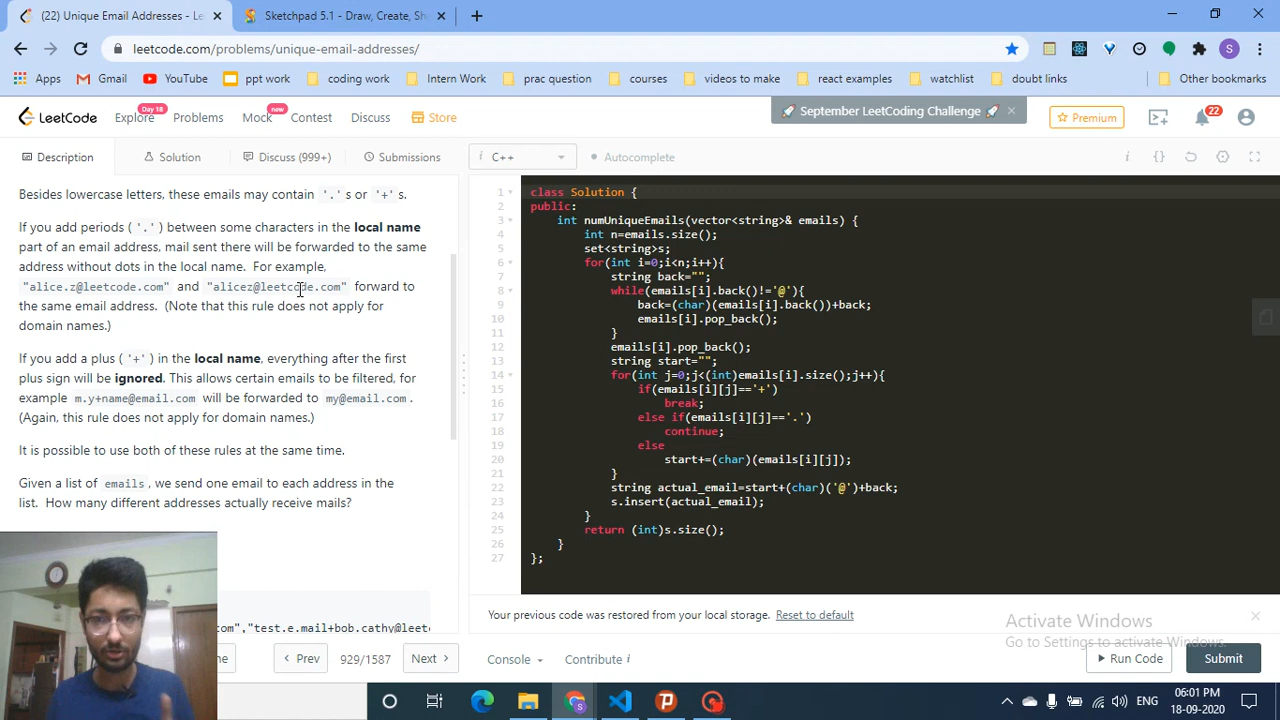 (22) Unique Email Addresses - Le
Sketchpad 5.1 - Draw, Create, Sh
leetcode.com/problems/unique-email-addresses/
Apps
Gmail
YouTube
ppt work
coding work
Intern Work
prac question
courses
videos to make
react examples
watchlist
doubt links
Other bookmarks
LeetCode
Explore
Day 18
Problems
Mock
new
Contest
Discuss
Store
September LeetCoding Challenge
Premium
22
Description
Solution
Discuss (999+)
Submissions
C++
Autocomplete
Besides lowercase letters, these emails may contain '.' s or '+' s.
If you add periods ( '.' ) between some characters in the local name
part of an email address, mail sent there will be forwarded to the same
address without dots in the local name.  For example,
"alice.z@leetcode.com" and "alicez@leetcode.com" forward to
the same email address.  (Note that this rule does not apply for
domain names.)
If you add a plus ( '+' ) in the local name, everything after the first
plus sign will be ignored. This allows certain emails to be filtered, for
example m.y+name@email.com will be forwarded to my@email.com.
(Again, this rule does not apply for domain names.)
It is possible to use both of these rules at the same time.
Given a list of emails, we send one email to each address in the
list.  How many different addresses actually receive mails?
om","test.e.mail+bob.cathy@leet
Prev
929/1587
Next
1 class Solution {
2 public:
3 int numUniqueEmails(vector<string>& emails) {
4 int n=emails.size();
5 set<string>s;
6 for(int i=0;i<n;i++){
7 string back="";
8 while(emails[i].back()!='@'){
9 back=(char)(emails[i].back())+back;
10 emails[i].pop_back();
11 }
12 emails[i].pop_back();
13 string start="";
14 for(int j=0;j<(int)emails[i].size();j++){
15 if(emails[i][j]=='+')
16 break;
17 else if(emails[i][j]=='.')
18 continue;
19 else
20 start+=(char)(emails[i][j]);
21 }
22 string actual_email=start+(char)('@')+back;
23 s.insert(actual_email);
24 }
25 return (int)s.size();
26 }
27 };
Your previous code was restored from your local storage. Reset to default
Activate Windows
Go to Settings to activate Windows.
Console
Contribute i
Run Code
Submit
ENG
06:01 PM
18-09-2020